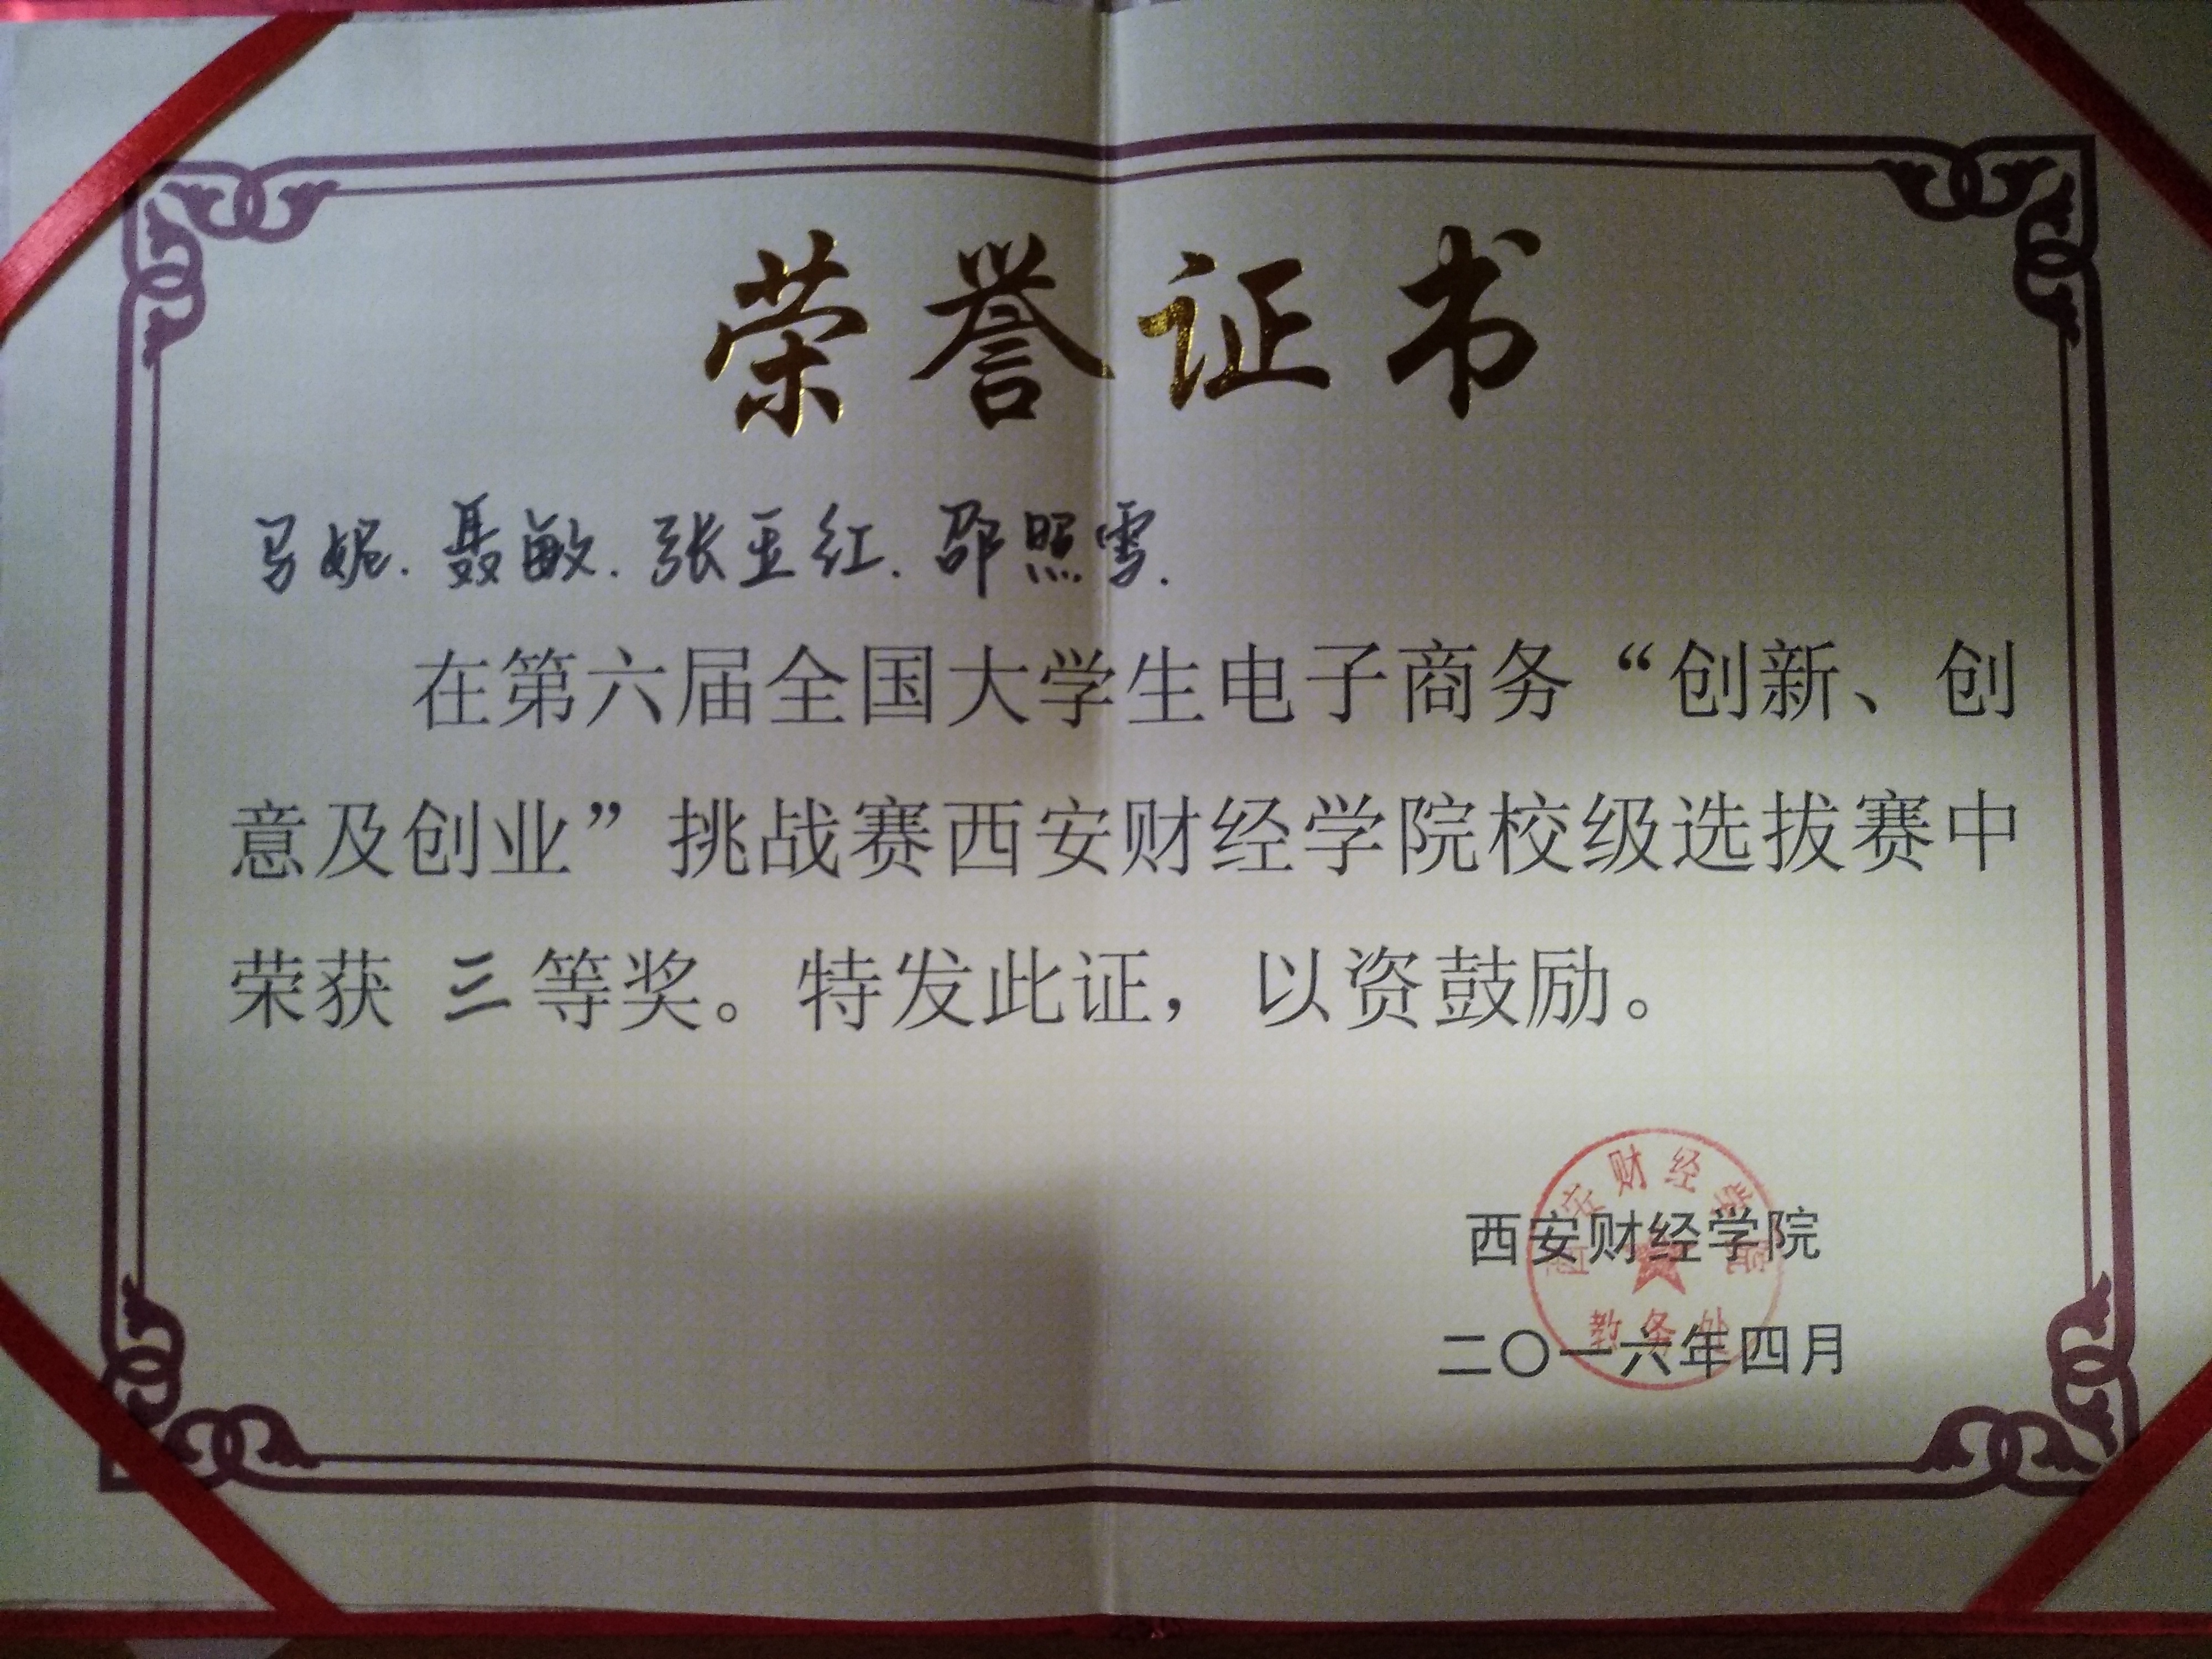 荣誉证书
马妮.聂敏.张亚红.邵照雪.
在第六届全国大学生电子商务“创新、创
意及创业”挑战赛西安财经学院校级选拔赛中
荣获 三等奖。特发此证，以资鼓励。
西安财经学院
教务处
西安财经学院
二〇一六年四月